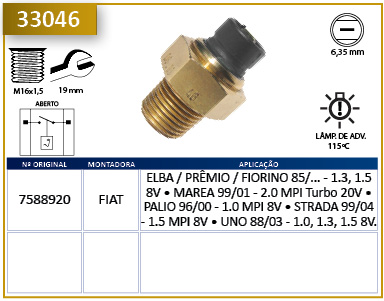 33046
M16x1,5
19 mm
6,35 mm
ABERTO
LÂMP. DE ADV.
115ºC
Nº ORIGINAL MONTADORA APLICAÇÃO
7588920 FIAT
ELBA / PRÊMIO / FIORINO 85/... - 1.3, 1.5
8V • MAREA 99/01 - 2.0 MPI Turbo 20V •
PALIO 96/00 - 1.0 MPI 8V • STRADA 99/04
- 1.5 MPI 8V • UNO 88/03 - 1.0, 1.3, 1.5 8V.